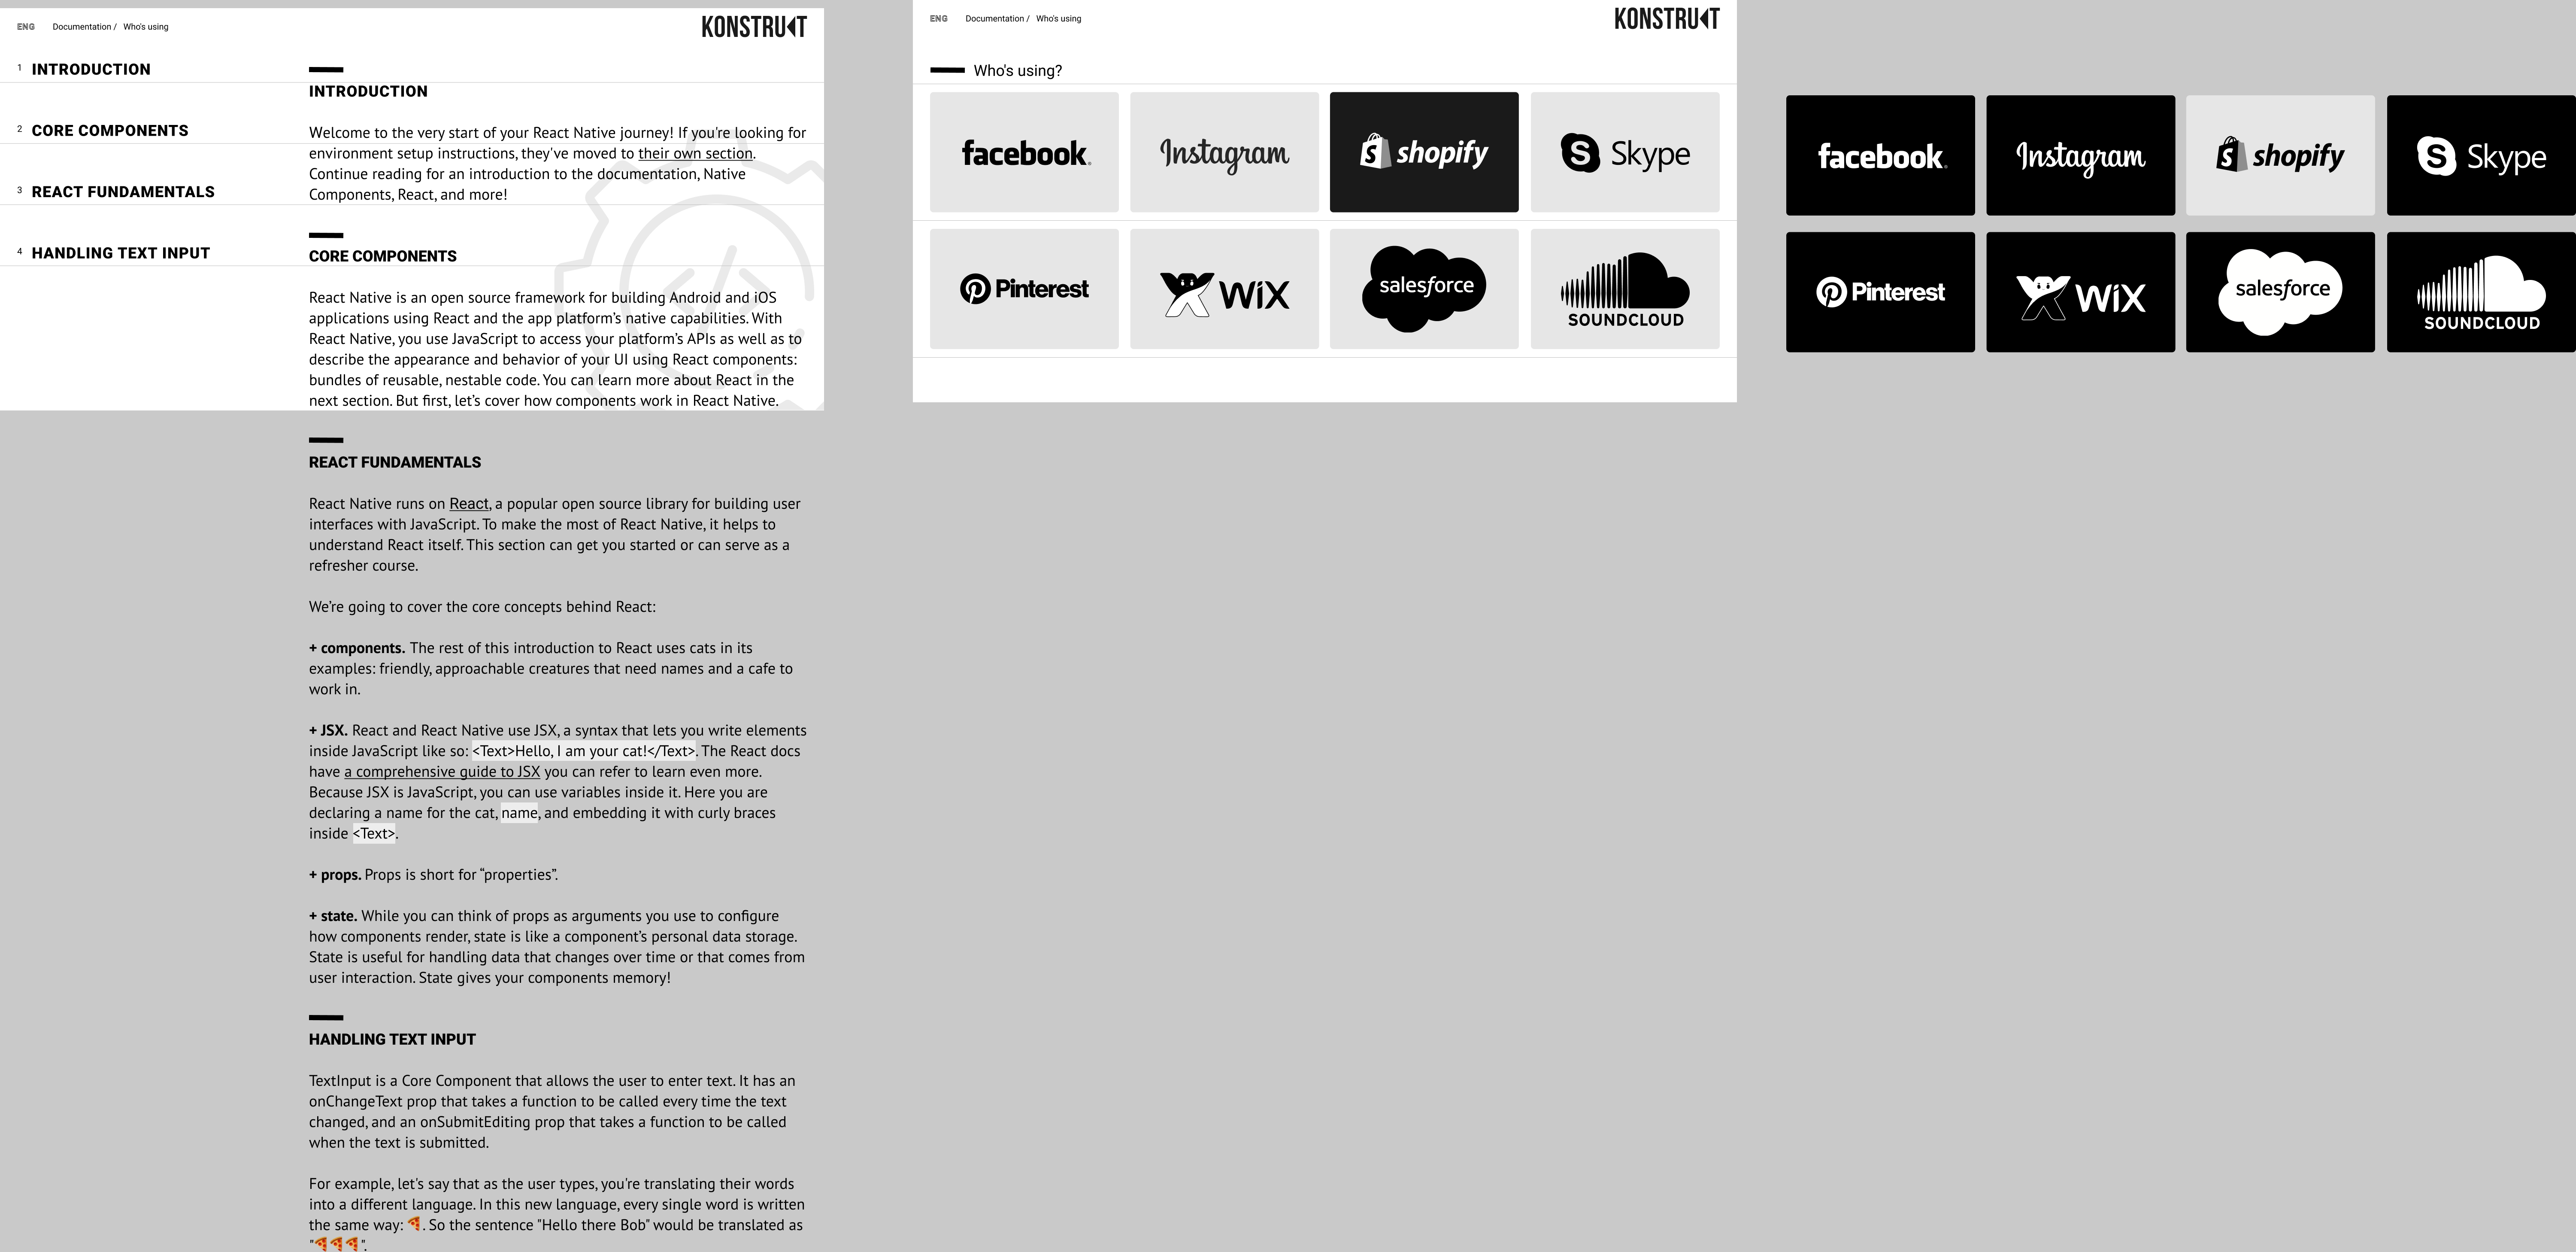 ENG Documentation / Who's using KONSTRUKT
1 INTRODUCTION
2 CORE COMPONENTS
3 REACT FUNDAMENTALS
4 HANDLING TEXT INPUT
INTRODUCTION
Welcome to the very start of your React Native journey! If you're looking for
environment setup instructions, they've moved to their own section.
Continue reading for an introduction to the documentation, Native
Components, React, and more!
CORE COMPONENTS
React Native is an open source framework for building Android and iOS
applications using React and the app platform’s native capabilities. With
React Native, you use JavaScript to access your platform’s APIs as well as to
describe the appearance and behavior of your UI using React components:
bundles of reusable, nestable code. You can learn more about React in the
next section. But first, let’s cover how components work in React Native.
REACT FUNDAMENTALS
React Native runs on React, a popular open source library for building user
interfaces with JavaScript. To make the most of React Native, it helps to
understand React itself. This section can get you started or can serve as a
refresher course.
We’re going to cover the core concepts behind React:
+ components. The rest of this introduction to React uses cats in its
examples: friendly, approachable creatures that need names and a cafe to
work in.
+ JSX. React and React Native use JSX, a syntax that lets you write elements
inside JavaScript like so: <Text>Hello, I am your cat!</Text>. The React docs
have a comprehensive guide to JSX you can refer to learn even more.
Because JSX is JavaScript, you can use variables inside it. Here you are
declaring a name for the cat, name, and embedding it with curly braces
inside <Text>.
+ props. Props is short for “properties”.
+ state. While you can think of props as arguments you use to configure
how components render, state is like a component’s personal data storage.
State is useful for handling data that changes over time or that comes from
user interaction. State gives your components memory!
HANDLING TEXT INPUT
TextInput is a Core Component that allows the user to enter text. It has an
onChangeText prop that takes a function to be called every time the text
changed, and an onSubmitEditing prop that takes a function to be called
when the text is submitted.
For example, let's say that as the user types, you're translating their words
into a different language. In this new language, every single word is written
the same way: 🍕. So the sentence "Hello there Bob" would be translated as
"🍕🍕🍕".
ENG Documentation / Who's using KONSTRUKT
Who's using?
facebook. Instagram shopify Skype
Pinterest WiX salesforce SOUNDCLOUD
facebook. Instagram shopify Skype
Pinterest WiX salesforce SOUNDCLOUD